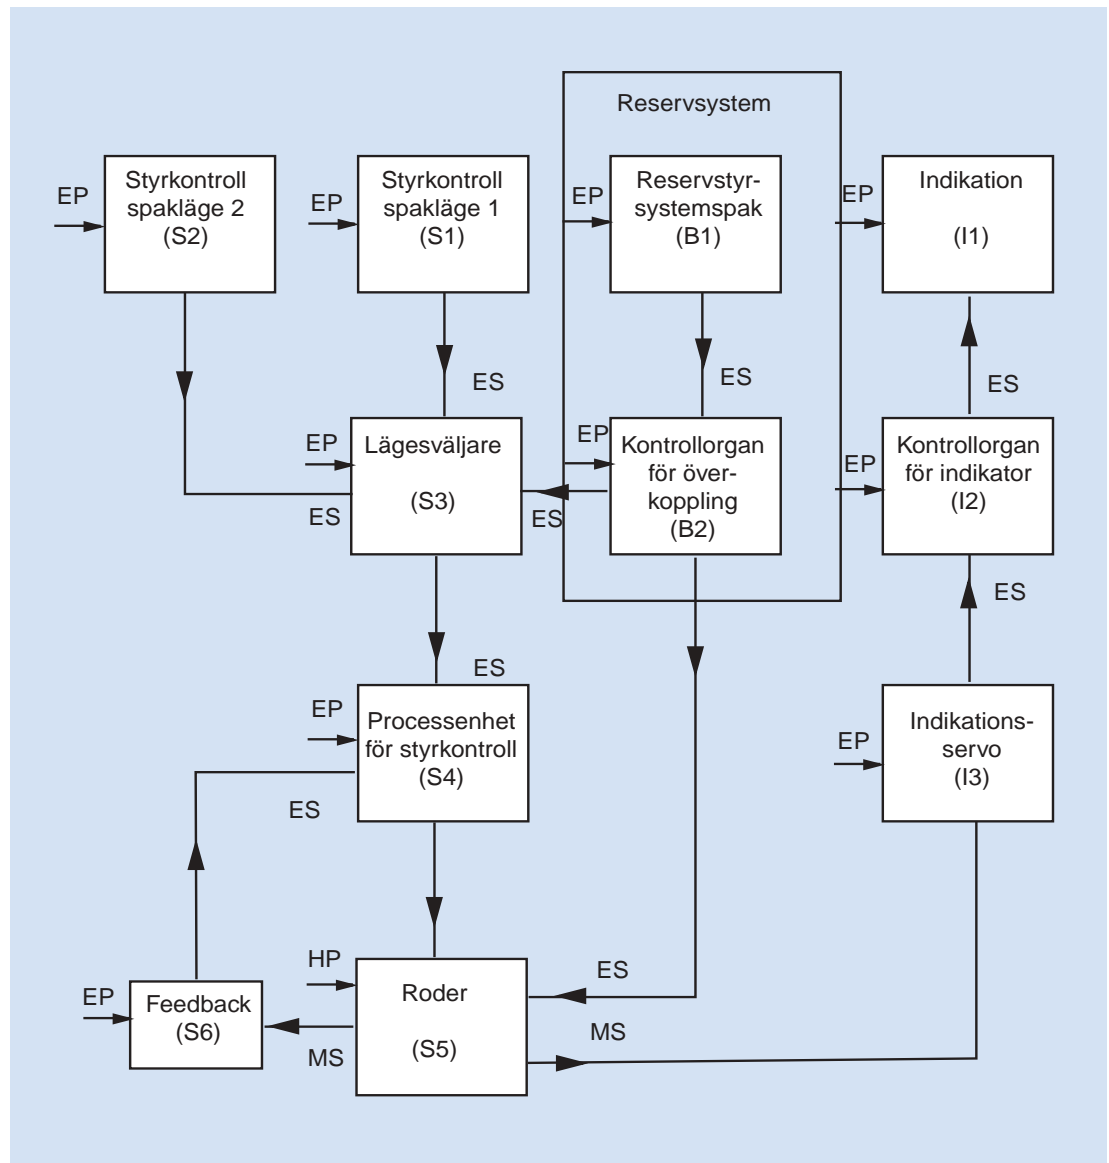 Reservsystem
EP
Styrkontroll
spakläge 2
(S2)
EP
Styrkontroll
spakläge 1
(S1)
EP
Reservstyr-
systemspak
(B1)
EP
Indikation
(I1)
ES
ES
ES
EP
Lägesväljare
(S3)
ES
EP
Kontrollorgan
för över-
koppling
(B2)
ES
EP
Kontrollorgan
för indikator
(I2)
ES
ES
EP
Processenhet
för styrkontroll
(S4)
ES
EP
Indikations-
servo
(I3)
HP
Roder
(S5)
ES
MS
EP
Feedback
(S6)
MS